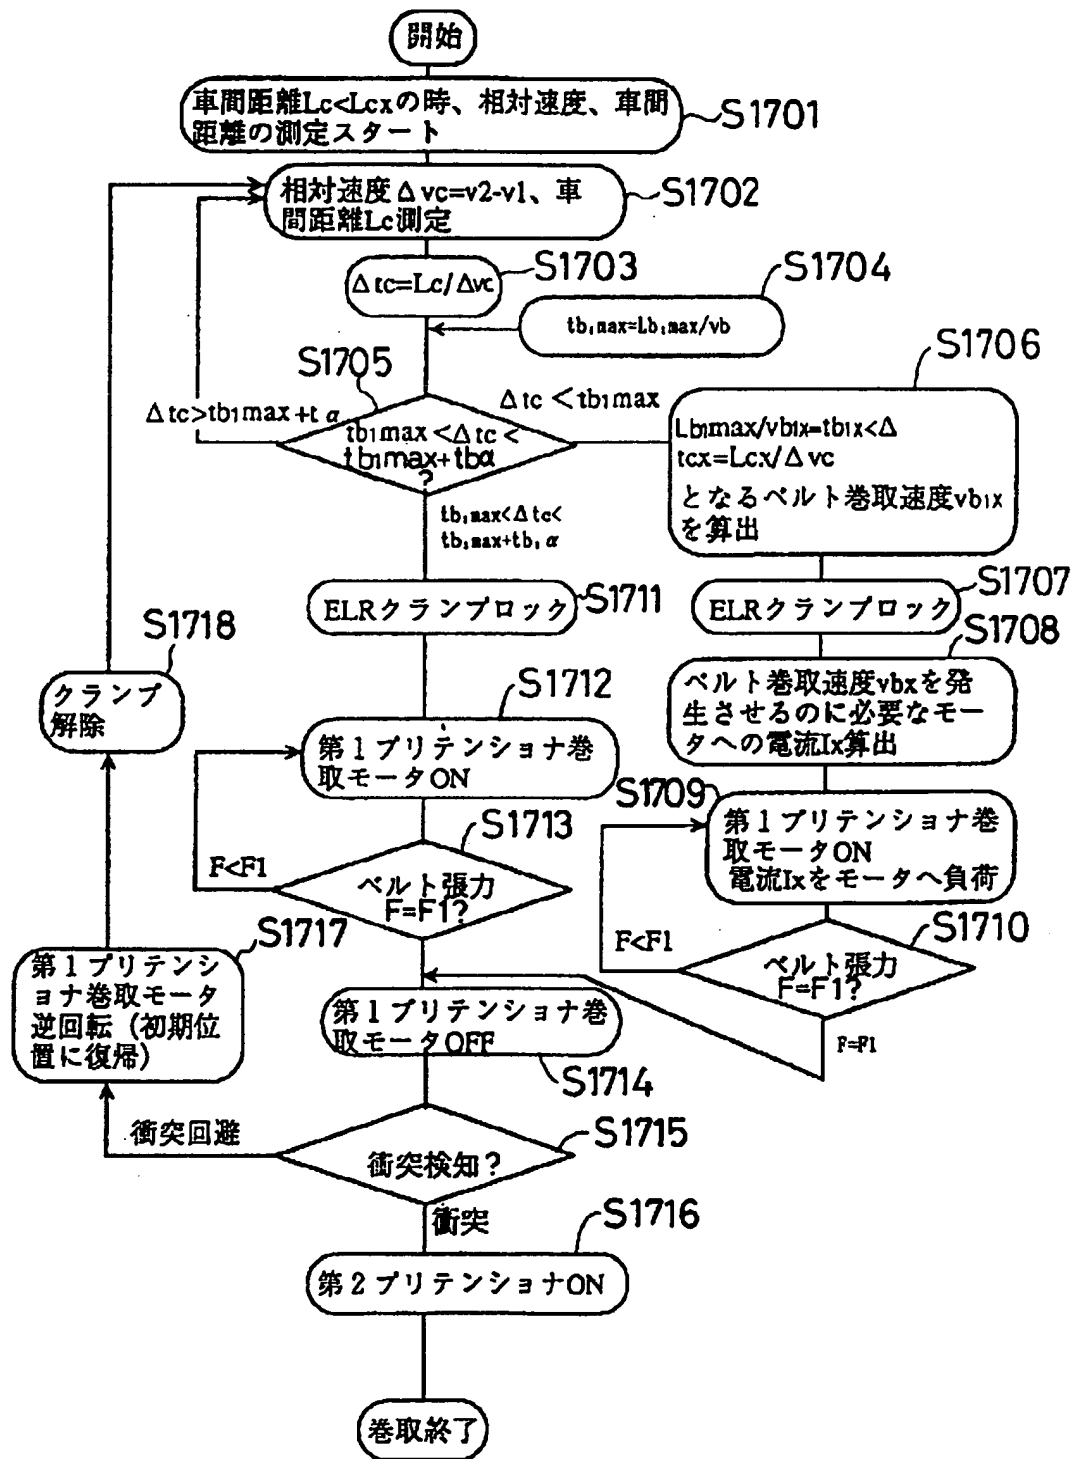 開始
車間距離Lc<Lcxの時、相対速度、車間
距離の測定スタート
S1701
相対速度Δvc=v2-v1、車
間距離Lc測定
S1702
Δtc=Lc/Δvc
S1703
S1704
tb₁max=Lb₁max/vb
S1705
Δtc>tb1max+tα
tb1max<Δtc<
tb1max+tbα
?
Δtc<tb1max
S1706
Lb1max/vb1x=tb1x<Δ
tcx=Lcx/Δvc
となるベルト巻取速度vb1x
を算出
tb₁max<Δtc<
tb₁max+tb₁α
ELRクランプロック
S1711
ELRクランプロック
S1707
S1708
ベルト巻取速度vbxを発
生させるのに必要なモー
タへの電流Ix算出
S1718
クランプ
解除
S1712
第1プリテンショナ巻
取モータON
S1709
第1プリテンショナ巻
取モータON
電流Ixをモータへ負荷
S1713
F<F1
ベルト張力
F=F1?
S1710
F<F1
ベルト張力
F=F1?
F=F1
S1717
第1プリテンシ
ョナ巻取モータ
逆回転（初期位
置に復帰）
第1プリテンショナ巻
取モータOFF
S1714
衝突回避
S1715
衝突検知?
衝突
S1716
第2プリテンショナON
巻取終了